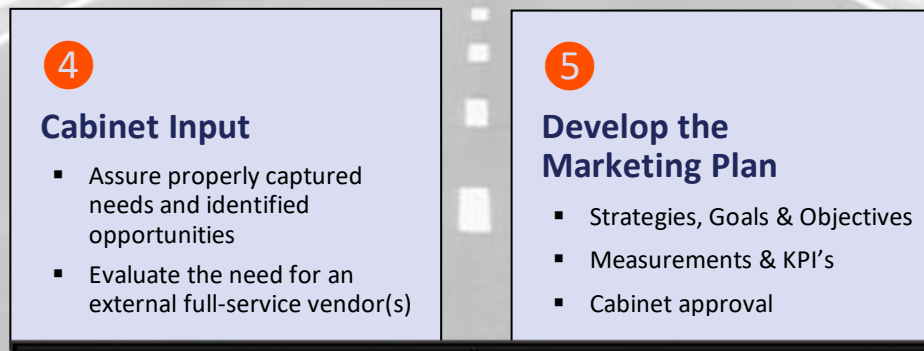 4
Cabinet Input
▪ Assure properly captured
needs and identified
opportunities
▪ Evaluate the need for an
external full-service vendor(s)
5
Develop the
Marketing Plan
▪ Strategies, Goals & Objectives
▪ Measurements & KPI’s
▪ Cabinet approval